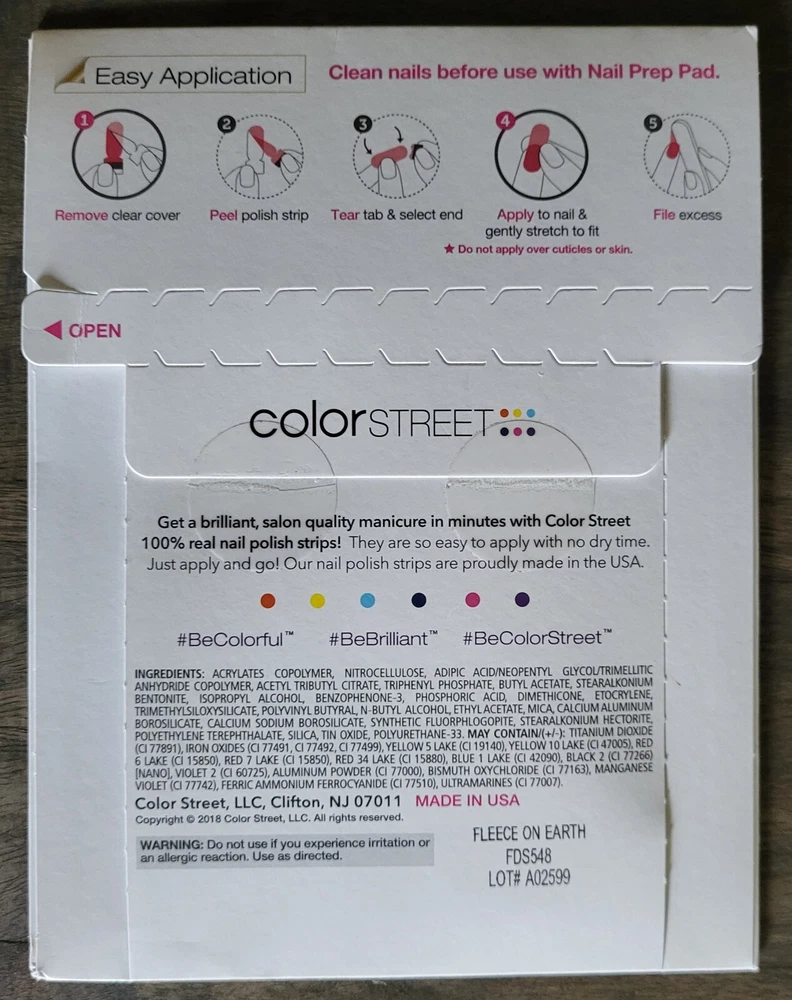 Easy Application
Clean nails before use with Nail Prep Pad.
1
2
3
4
5
Remove clear cover
Peel polish strip
Tear tab & select end
Apply to nail &
gently stretch to fit
File excess
★ Do not apply over cuticles or skin.
◀ OPEN
colorSTREET
Get a brilliant, salon quality manicure in minutes with Color Street
100% real nail polish strips! They are so easy to apply with no dry time.
Just apply and go! Our nail polish strips are proudly made in the USA.
#BeColorful™ #BeBrilliant™ #BeColorStreet™
INGREDIENTS: ACRYLATES COPOLYMER, NITROCELLULOSE, ADIPIC ACID/NEOPENTYL GLYCOL/TRIMELLITIC
ANHYDRIDE COPOLYMER, ACETYL TRIBUTYL CITRATE, TRIPHENYL PHOSPHATE, BUTYL ACETATE, STEARALKONIUM
BENTONITE, ISOPROPYL ALCOHOL, BENZOPHENONE-3, PHOSPHORIC ACID, DIMETHICONE, ETOCRYLENE,
TRIMETHYLSILOXYSILICATE, POLYVINYL BUTYRAL, N-BUTYL ALCOHOL, ETHYL ACETATE, MICA, CALCIUM ALUMINUM
BOROSILICATE, CALCIUM SODIUM BOROSILICATE, SYNTHETIC FLUORPHLOGOPITE, STEARALKONIUM HECTORITE,
POLYETHYLENE TEREPHTHALATE, SILICA, TIN OXIDE, POLYURETHANE-33. MAY CONTAIN/(+/-): TITANIUM DIOXIDE
(CI 77891), IRON OXIDES (CI 77491, CI 77492, CI 77499), YELLOW 5 LAKE (CI 19140), YELLOW 10 LAKE (CI 47005), RED
6 LAKE (CI 15850), RED 7 LAKE (CI 15850), RED 34 LAKE (CI 15880), BLUE 1 LAKE (CI 42090), BLACK 2 (CI 77266)
[NANO], VIOLET 2 (CI 60725), ALUMINUM POWDER (CI 77000), BISMUTH OXYCHLORIDE (CI 77163), MANGANESE
VIOLET (CI 77742), FERRIC AMMONIUM FERROCYANIDE (CI 77510), ULTRAMARINES (CI 77007).
Color Street, LLC, Clifton, NJ 07011 MADE IN USA
Copyright © 2018 Color Street, LLC. All rights reserved.
WARNING: Do not use if you experience irritation or
an allergic reaction. Use as directed.
FLEECE ON EARTH
FDS548
LOT# A02599